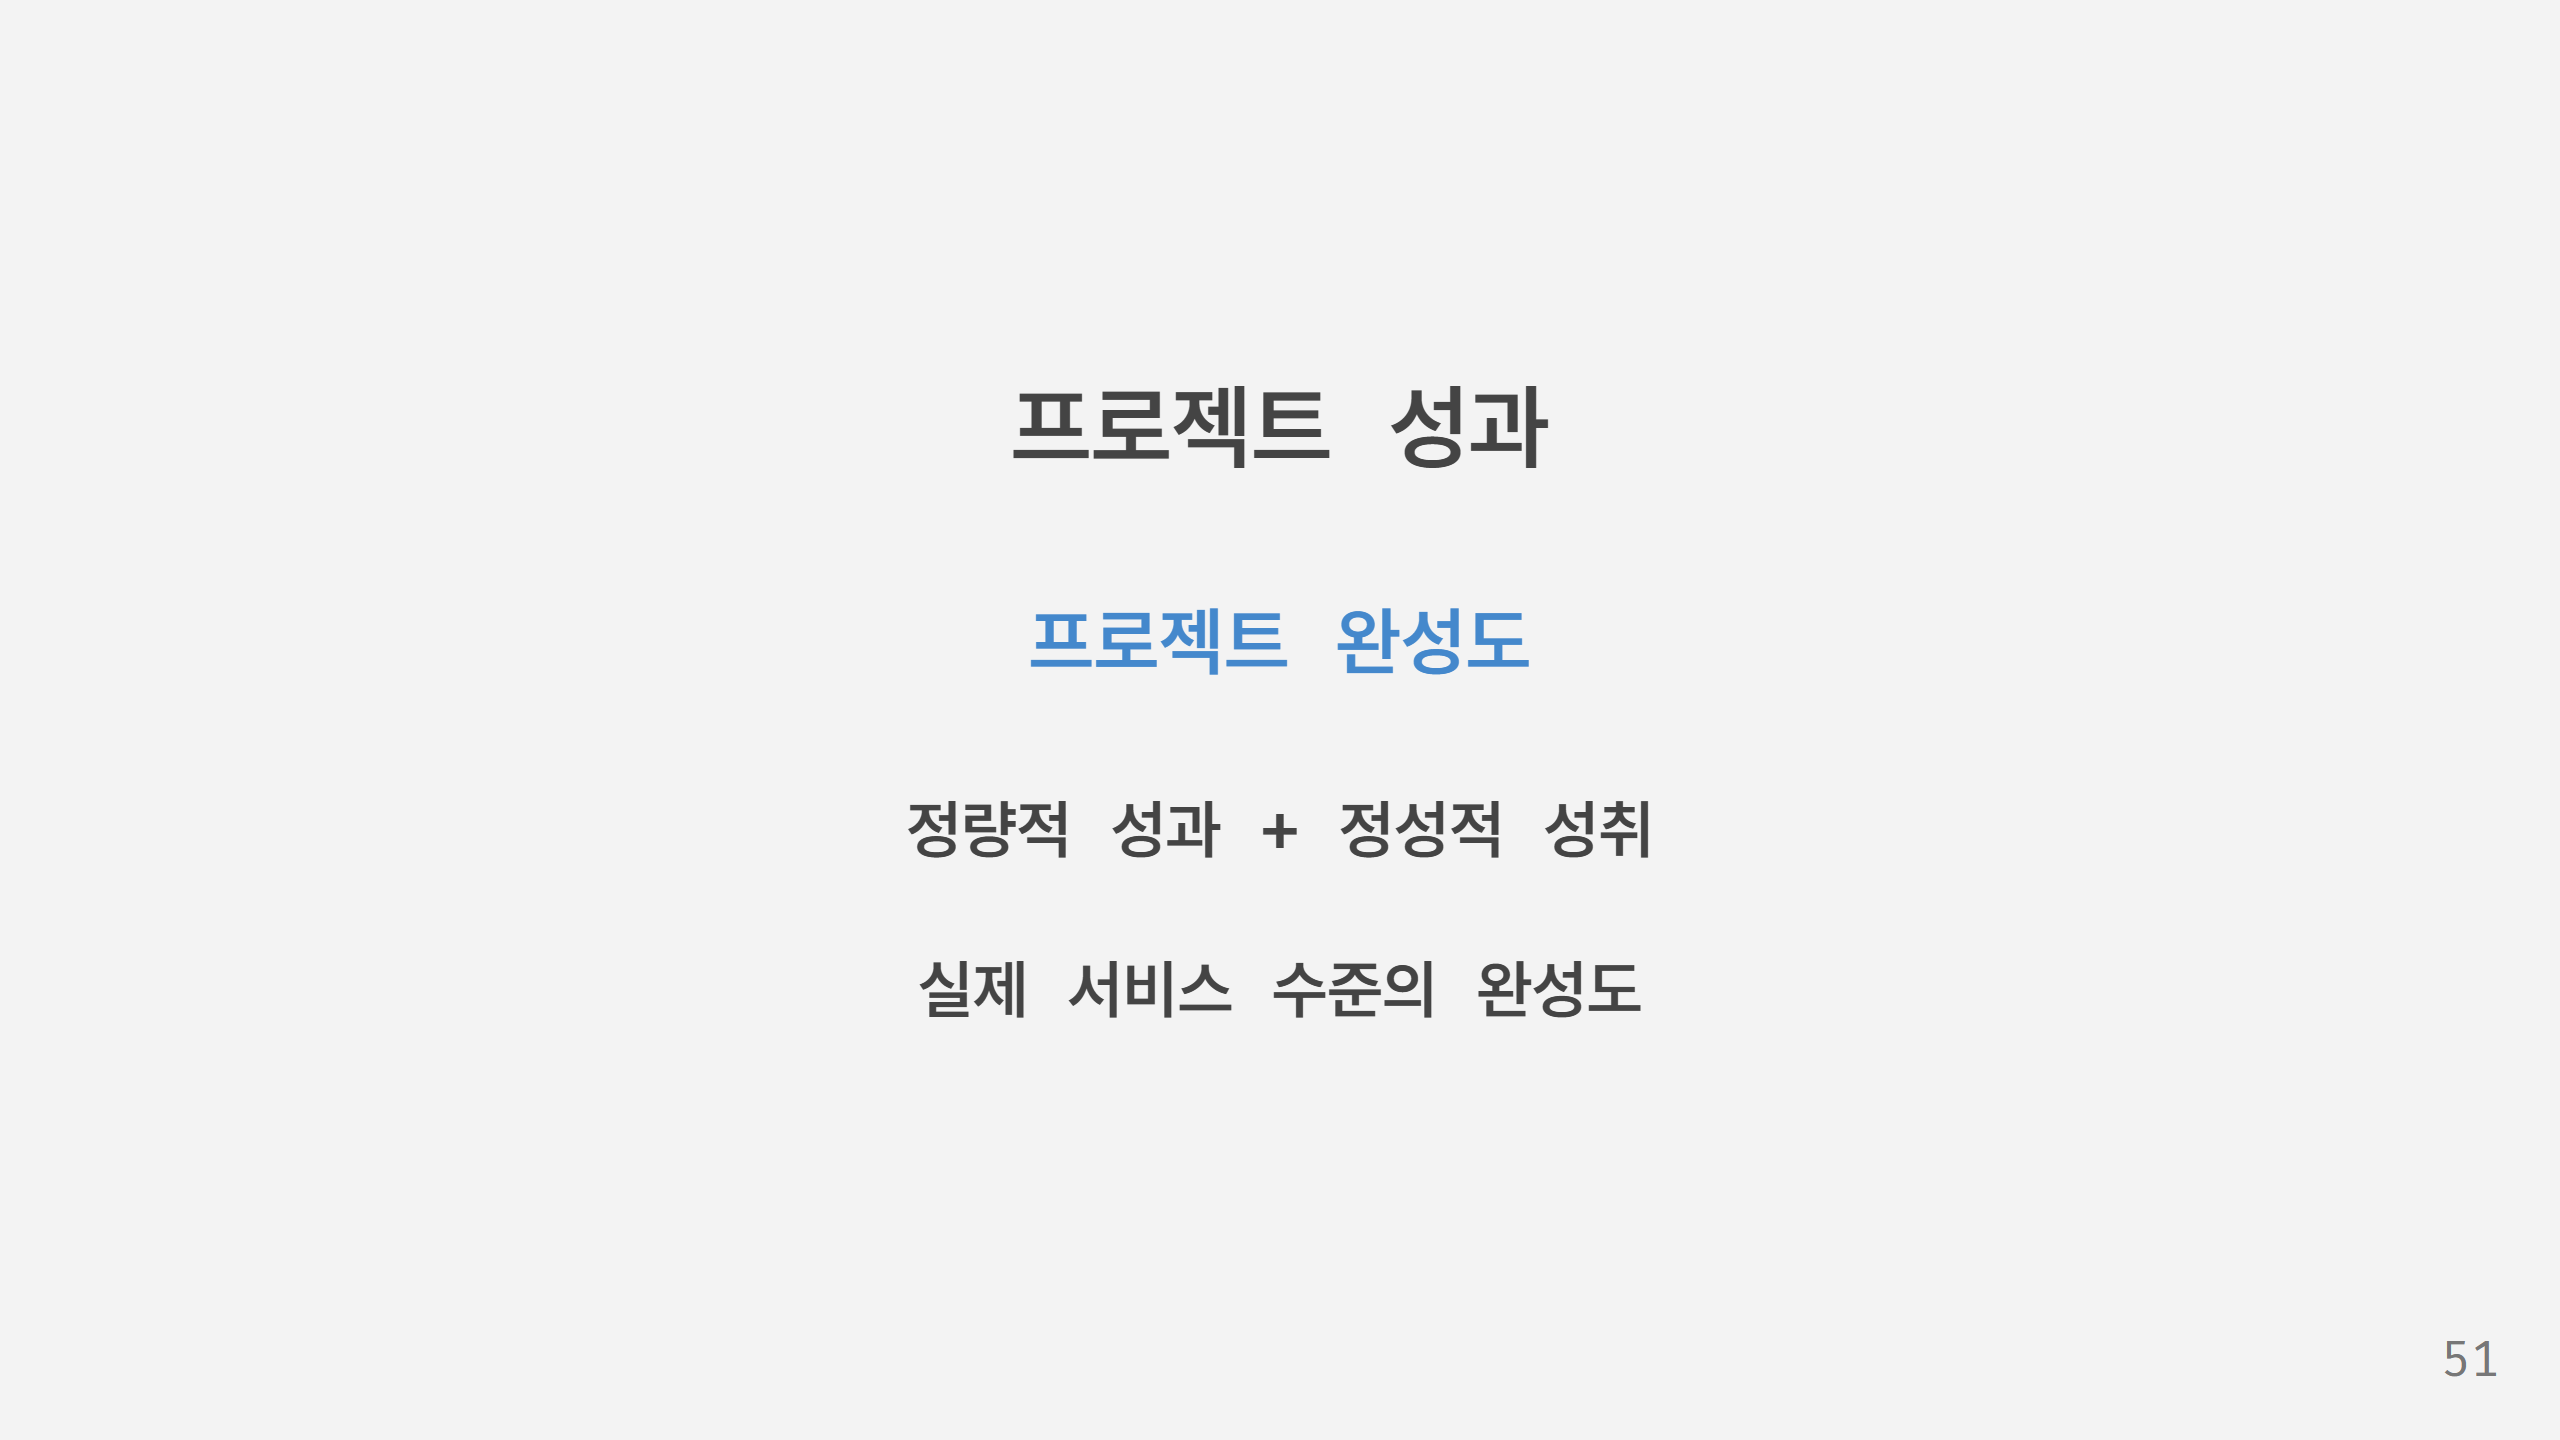 프로젝트 성과
프로젝트 완성도
정량적 성과 + 정성적 성취
실제 서비스 수준의 완성도
51